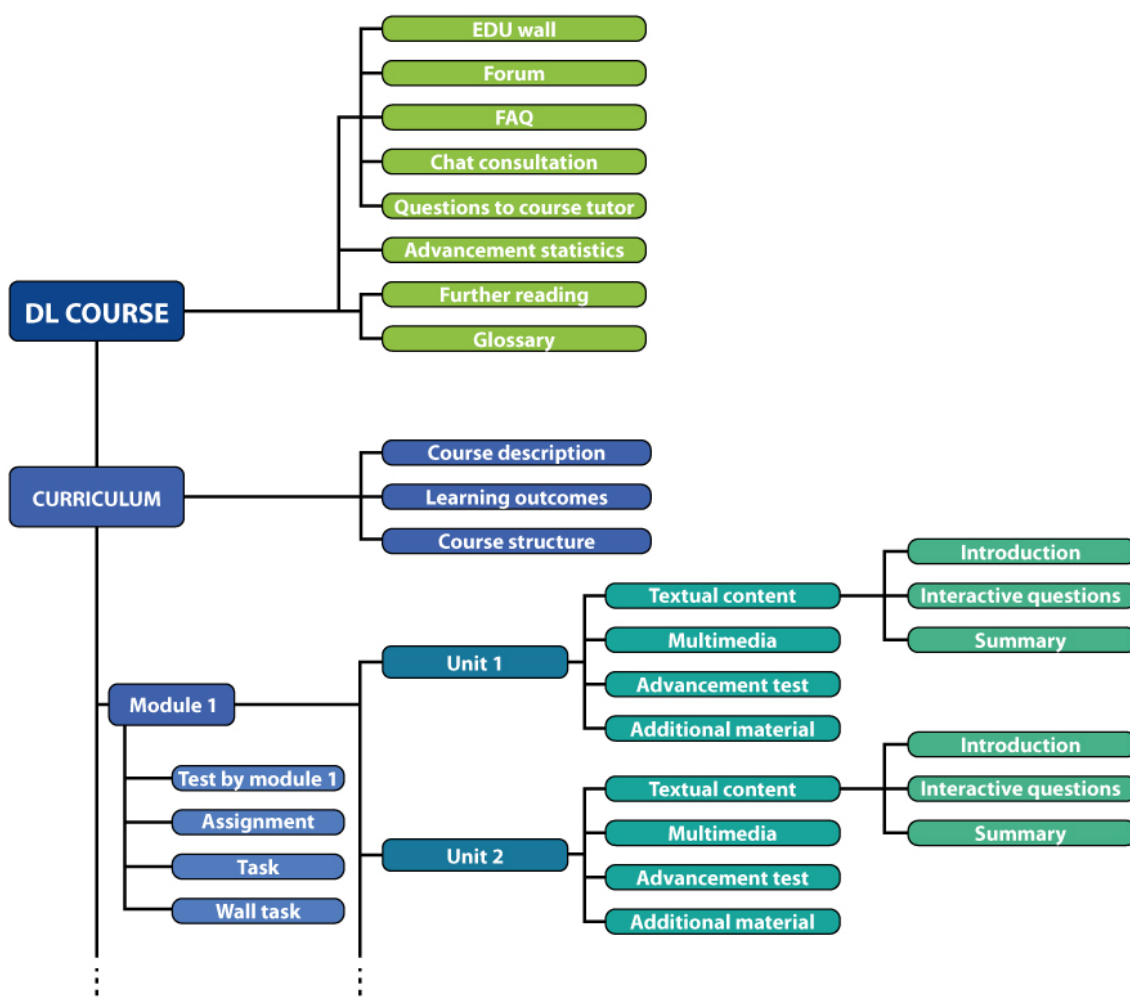 EDU wall
Forum
FAQ
Chat consultation
Questions to course tutor
Advancement statistics
Further reading
Glossary
DL COURSE
CURRICULUM
Course description
Learning outcomes
Course structure
Module 1
Test by module 1
Assignment
Task
Wall task
Unit 1
Textual content
Multimedia
Advancement test
Additional material
Introduction
Interactive questions
Summary
Unit 2
Textual content
Multimedia
Advancement test
Additional material
Introduction
Interactive questions
Summary